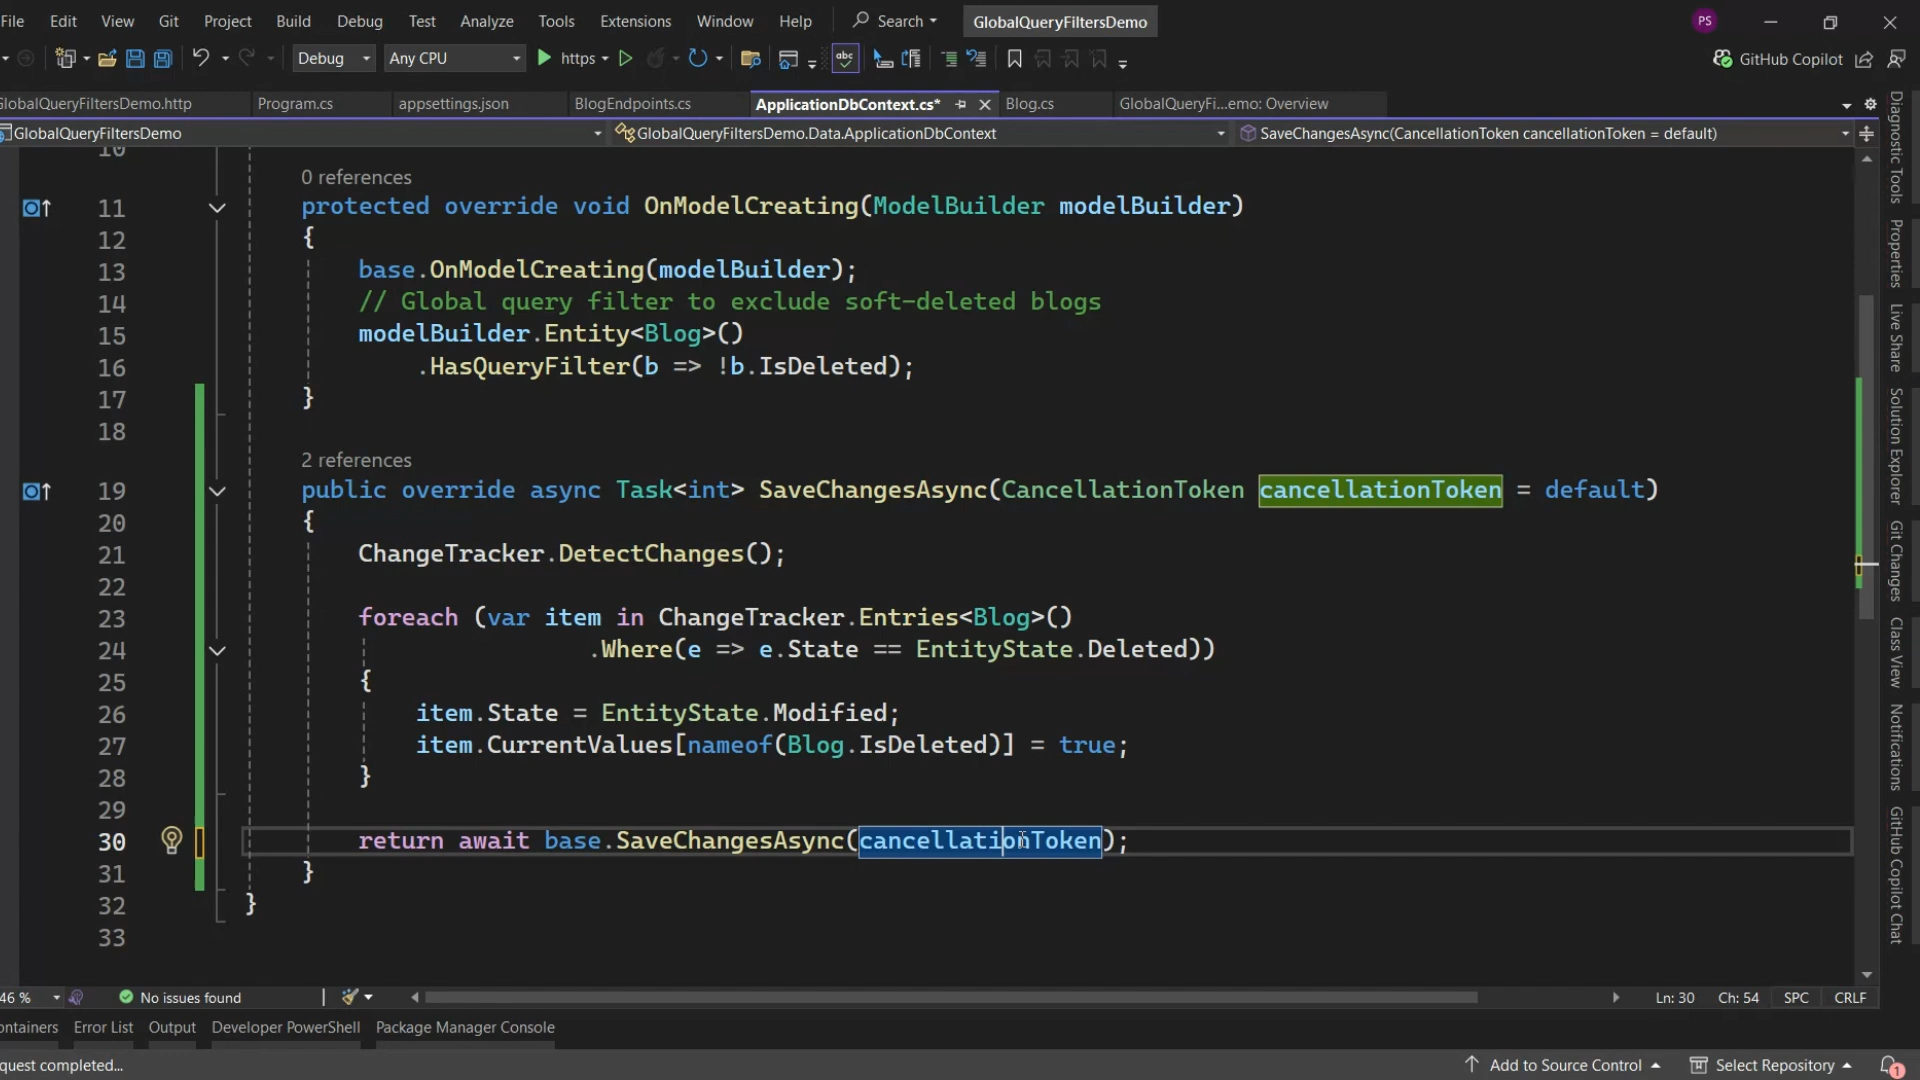 File Edit View Git Project Build Debug Test Analyze Tools Extensions Window Help Search GlobalQueryFiltersDemo PS
Debug Any CPU https GitHub Copilot
GlobalQueryFiltersDemo.http Program.cs appsettings.json BlogEndpoints.cs ApplicationDbContext.cs* Blog.cs GlobalQueryFi...emo: Overview
GlobalQueryFiltersDemo GlobalQueryFiltersDemo.Data.ApplicationDbContext SaveChangesAsync(CancellationToken cancellationToken = default)
10
0 references
11 protected override void OnModelCreating(ModelBuilder modelBuilder)
12 {
13 base.OnModelCreating(modelBuilder);
14 // Global query filter to exclude soft-deleted blogs
15 modelBuilder.Entity<Blog>()
16 .HasQueryFilter(b => !b.IsDeleted);
17 }
18
2 references
19 public override async Task<int> SaveChangesAsync(CancellationToken cancellationToken = default)
20 {
21 ChangeTracker.DetectChanges();
22
23 foreach (var item in ChangeTracker.Entries<Blog>()
24 .Where(e => e.State == EntityState.Deleted))
25 {
26 item.State = EntityState.Modified;
27 item.CurrentValues[nameof(Blog.IsDeleted)] = true;
28 }
29
30 return await base.SaveChangesAsync(cancellationToken);
31 }
32 }
33
46 % No issues found Ln: 30 Ch: 54 SPC CRLF
ontainers Error List Output Developer PowerShell Package Manager Console
quest completed... Add to Source Control Select Repository 1
Diagnostic Tools
Properties
Live Share
Solution Explorer
Git Changes
Class View
Notifications
GitHub Copilot Chat